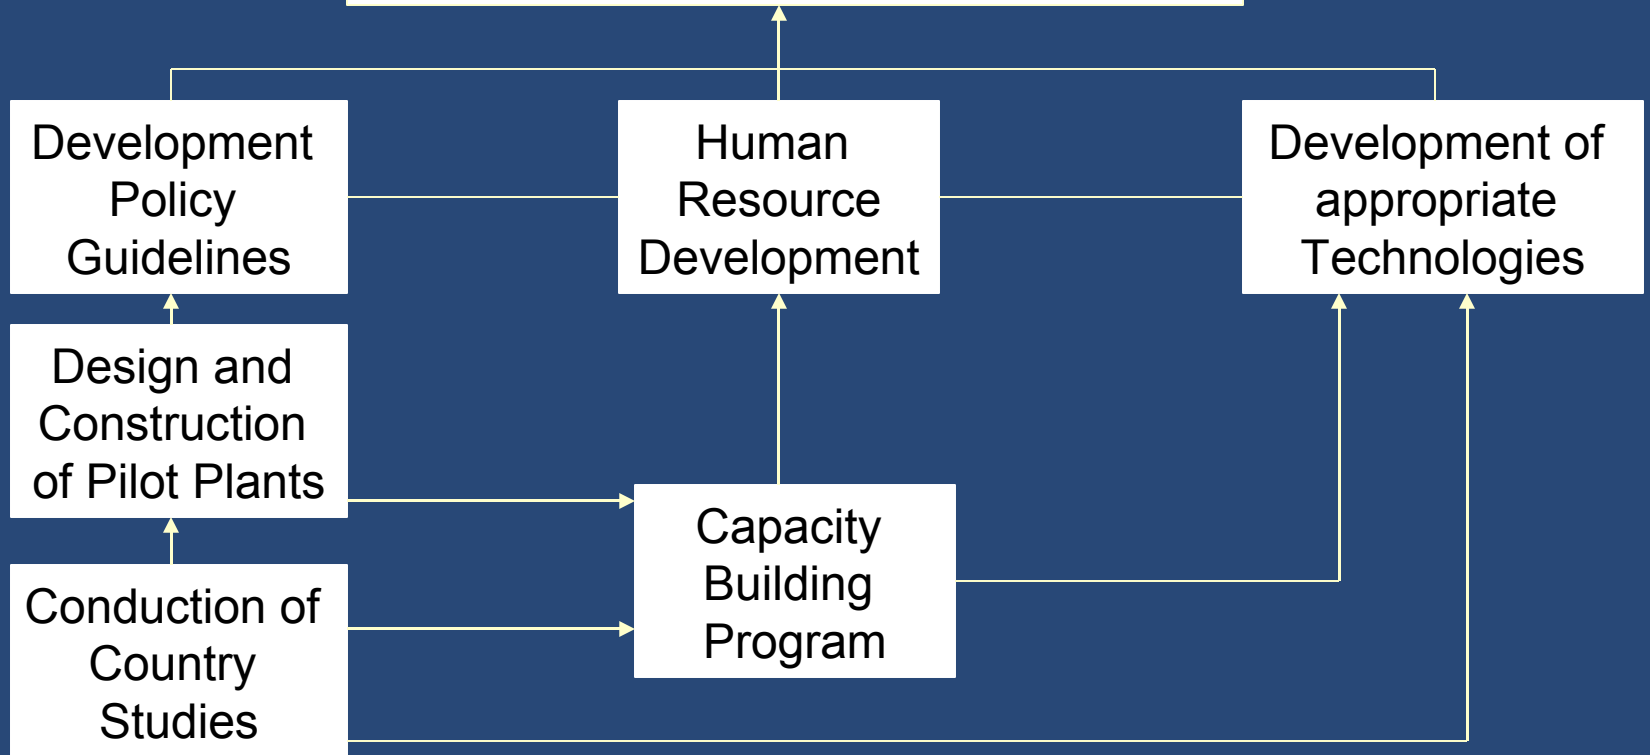 Development
Policy
Guidelines
Human
Resource
Development
Development of
appropriate
Technologies
Design and
Construction
of Pilot Plants
Capacity
Building
Program
Conduction of
Country
Studies